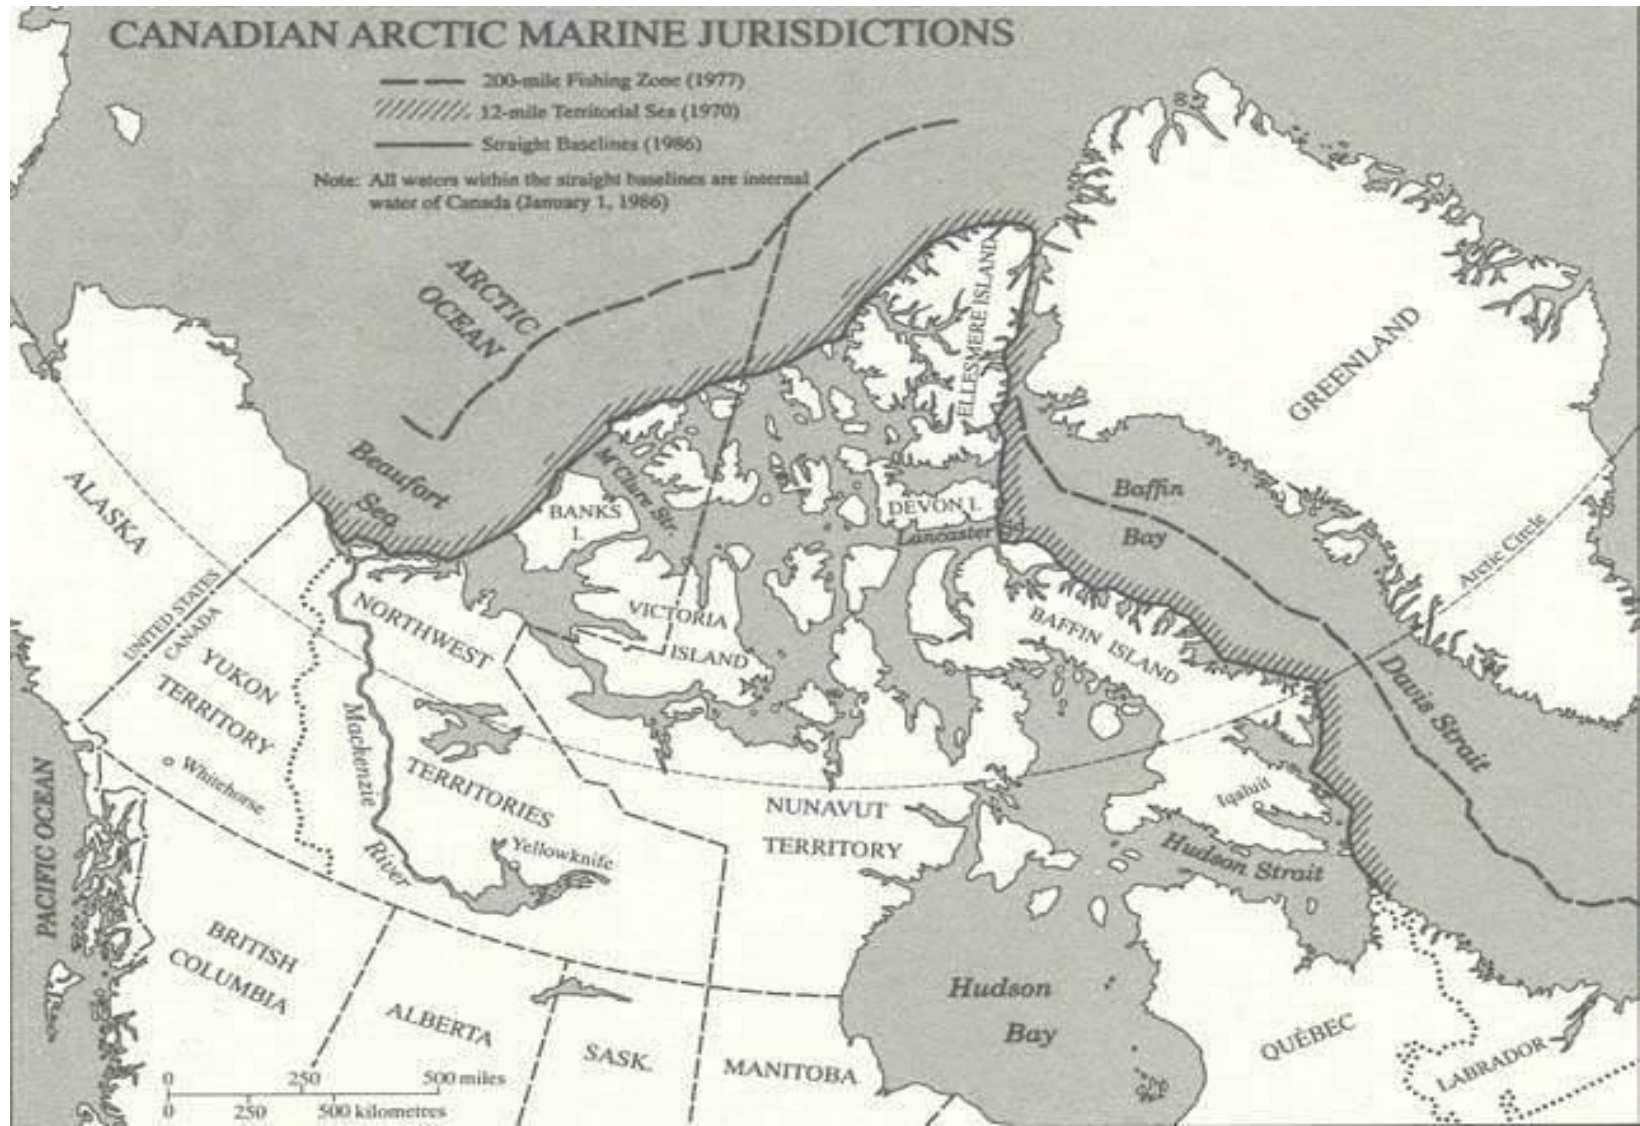 CANADIAN ARCTIC MARINE JURISDICTIONS
200-mile Fishing Zone (1977)
12-mile Territorial Sea (1970)
Straight Baselines (1986)
Note: All waters within the straight baselines are internal
water of Canada (January 1, 1986)
83
ARCTIC
OCEAN
ELLESMERE ISLAND
GREENLAND
Beaufort
Sea
M'Clure Str.
ALASKA
BANKS
I.
DEVON I.
Lancaster
Baffin
Bay
Arctic Circle
UNITED STATES
CANADA
NORTHWEST
VICTORIA
ISLAND
BAFFIN ISLAND
YUKON
TERRITORY
Davis Strait
Mackenzie
River
Whitehorse
TERRITORIES
NUNAVUT
TERRITORY
Iqaluit
Yellowknife
Hudson Strait
PACIFIC OCEAN
BRITISH
COLUMBIA
ALBERTA
SASK.
MANITOBA
Hudson
Bay
QUÉBEC
LABRADOR
0 250 500 miles
0 250 500 kilometres